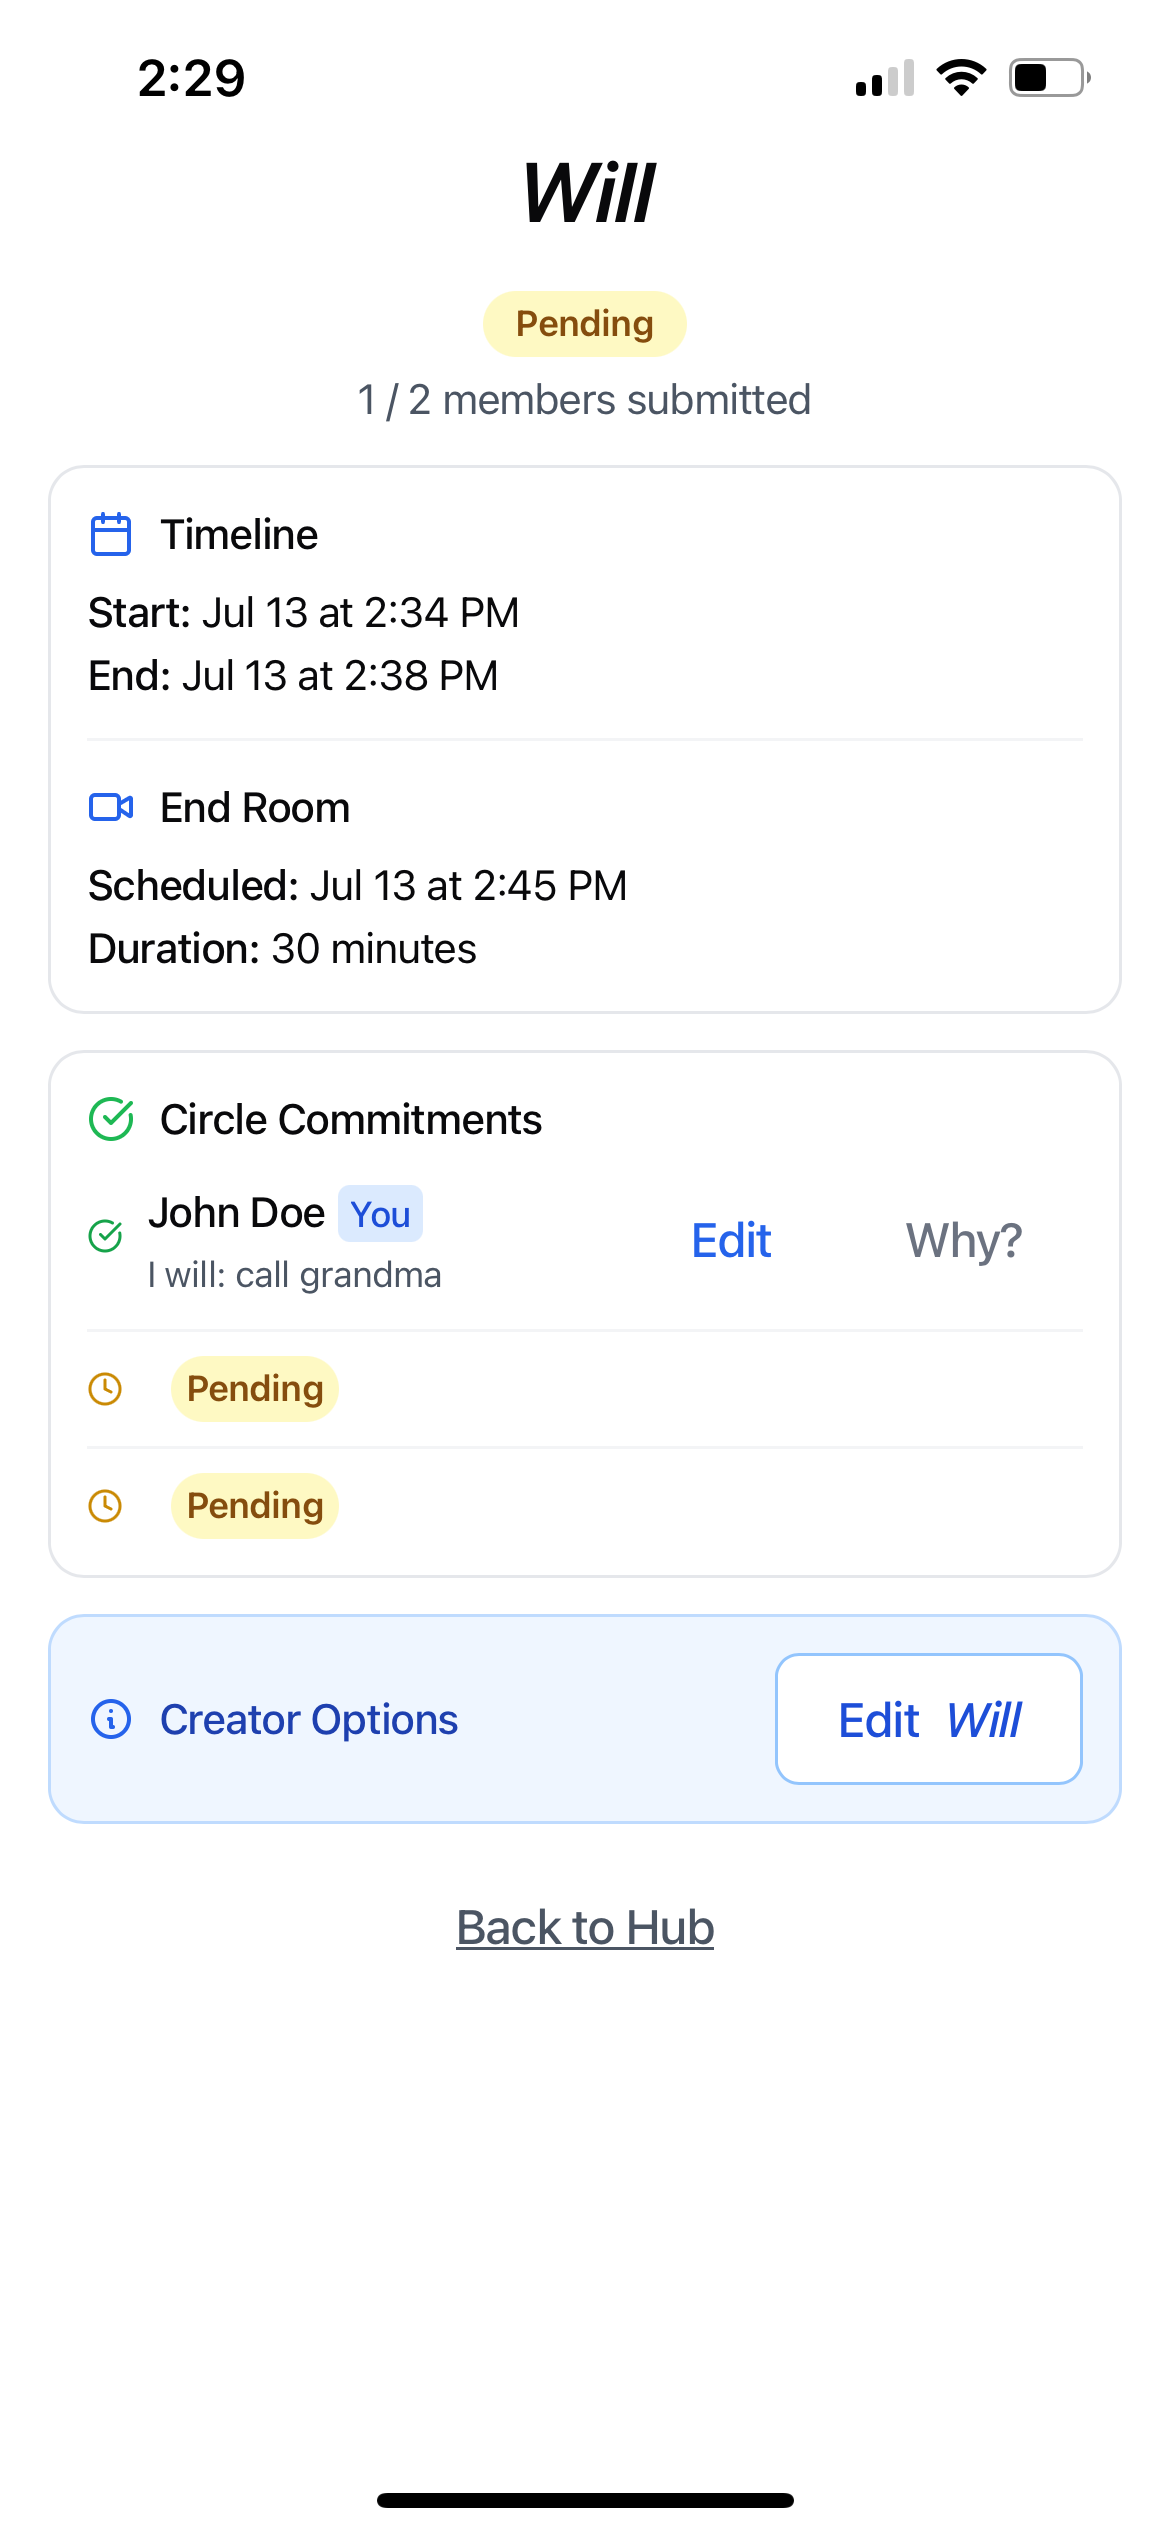 2:29
Will
Pending
1 / 2 members submitted
Timeline
Start: Jul 13 at 2:34 PM
End: Jul 13 at 2:38 PM
End Room
Scheduled: Jul 13 at 2:45 PM
Duration: 30 minutes
Circle Commitments
John Doe You
I will: call grandma
Edit Why?
Pending
Pending
Creator Options Edit Will
Back to Hub